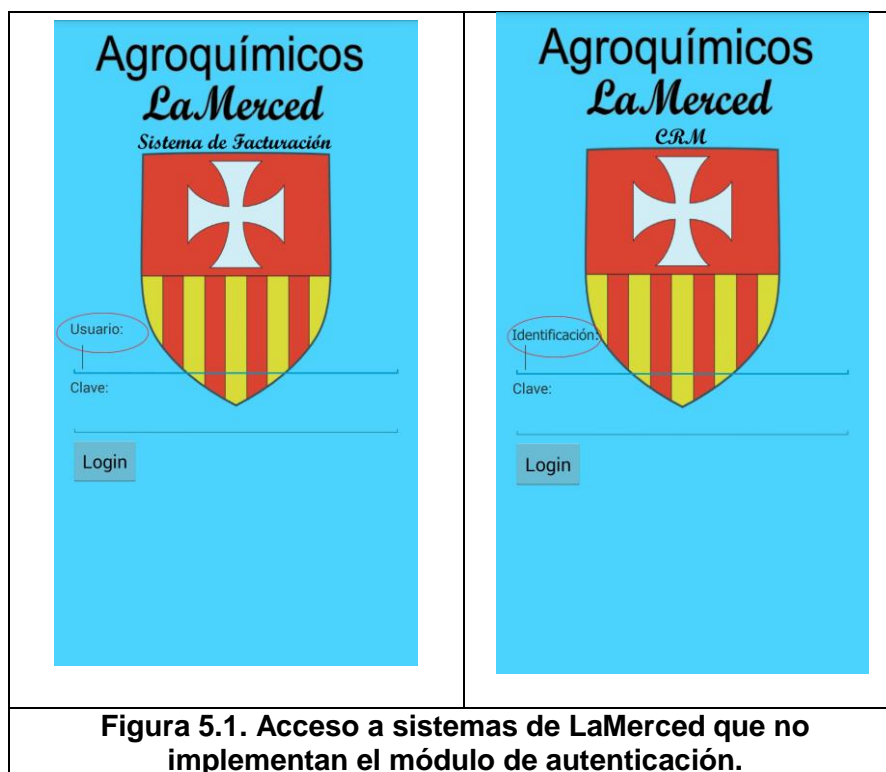 Agroquímicos
LaMerced
Sistema de Facturación
Usuario:
Clave:
Login
Agroquímicos
LaMerced
CRM
Identificación:
Clave:
Login
Figura 5.1. Acceso a sistemas de LaMerced que no
implementan el módulo de autenticación.